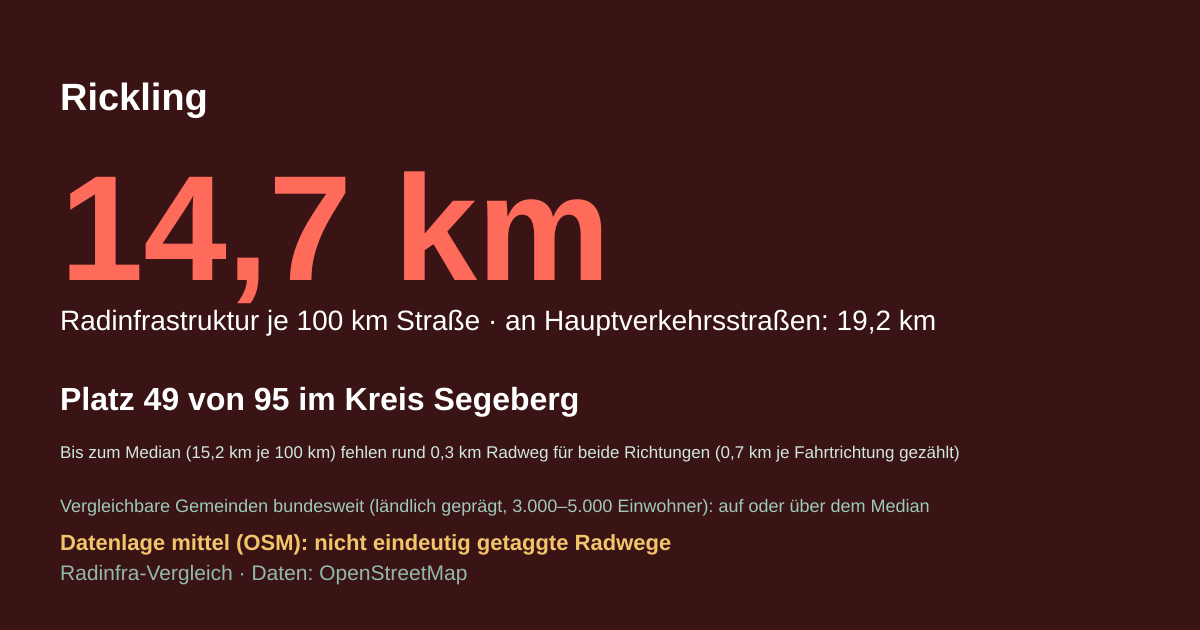 Rickling
14,7 km
Radinfrastruktur je 100 km Straße · an Hauptverkehrsstraßen: 19,2 km
Platz 49 von 95 im Kreis Segeberg
Bis zum Median (15,2 km je 100 km) fehlen rund 0,3 km Radweg für beide Richtungen (0,7 km je Fahrtrichtung gezählt)
Vergleichbare Gemeinden bundesweit (ländlich geprägt, 3.000–5.000 Einwohner): auf oder über dem Median
Datenlage mittel (OSM): nicht eindeutig getaggte Radwege
Radinfra-Vergleich · Daten: OpenStreetMap